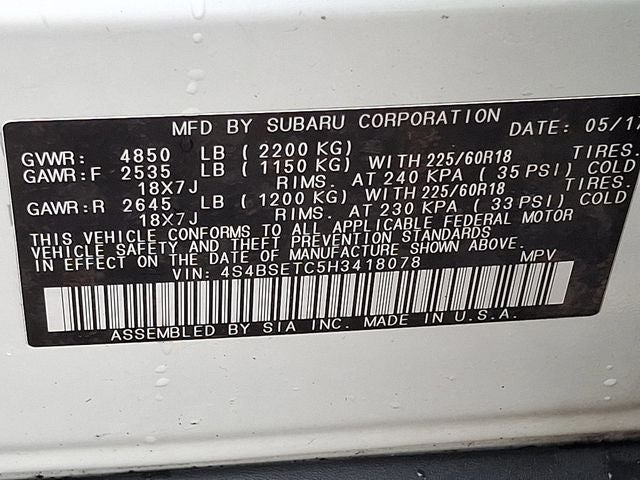 MFD BY SUBARU CORPORATION DATE: 05/17
GVWR: 4850 LB ( 2200 KG)
GAWR:F 2535 LB ( 1150 KG) WITH 225/60R18 TIRES.
18X7J RIMS. AT 240 KPA ( 35 PSI) COLD
GAWR:R 2645 LB ( 1200 KG) WITH 225/60R18 TIRES.
18X7J RIMS. AT 230 KPA ( 33 PSI) COLD
THIS VEHICLE CONFORMS TO ALL APPLICABLE FEDERAL MOTOR
VEHICLE SAFETY AND THEFT PREVENTION STANDARDS
IN EFFECT ON THE DATE OF MANUFACTURE SHOWN ABOVE.
VIN: 4S4BSETC5H3418078 MPV
ASSEMBLED BY SIA INC. MADE IN U.S.A.